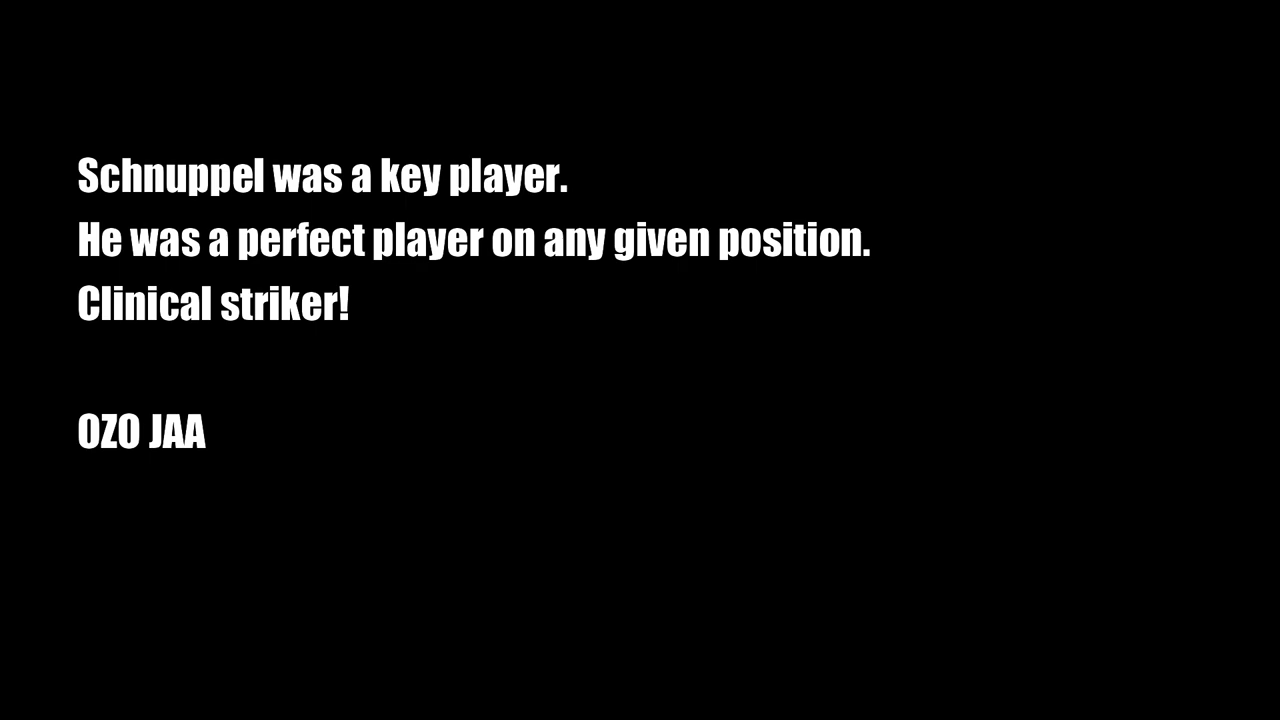 Schnuppel was a key player.
He was a perfect player on any given position.
Clinical striker!
OZO JAA